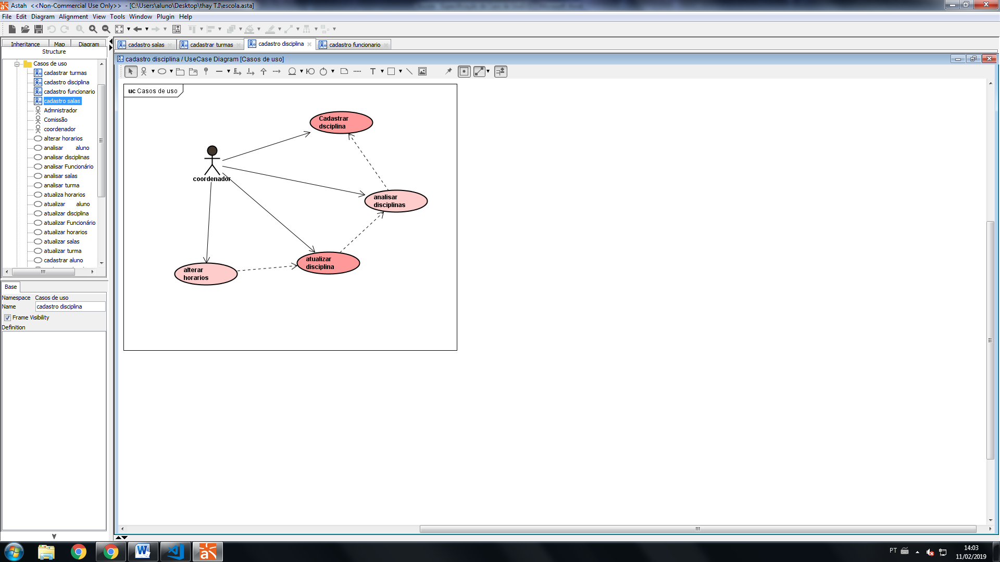 Astah <<Non-Commercial Use Only>> - [C:\Users\aluno\Desktop\thay T.I\escola.asta]
File Edit Diagram Alignment View Tools Window Plugin Help
Inheritance Map Diagram
Structure
Casos de uso
cadastrar turmas
cadastro disciplina
cadastro funcionario
cadastro salas
Admnistrador
Comissão
coordenador
alterar horarios
analisar aluno
analisar disciplinas
analisar Funcionário
analisar salas
analisar turma
atualiza horarios
atualizar aluno
atualizar disciplina
atualizar Funcionário
atualizar horarios
atualizar salas
atualizar turma
cadastrar aluno
Base
Namespace Casos de uso
Name cadastro disciplina
Frame Visibility
Definition
cadastro salas cadastrar turmas cadastro disciplina cadastro funcionario
cadastro disciplina / UseCase Diagram [Casos de uso]
uc Casos de uso
Cadastrar
dsciplina
coordenador
analisar
disciplinas
atualizar
disciplina
alterar
horarios
PT
14:03
11/02/2019